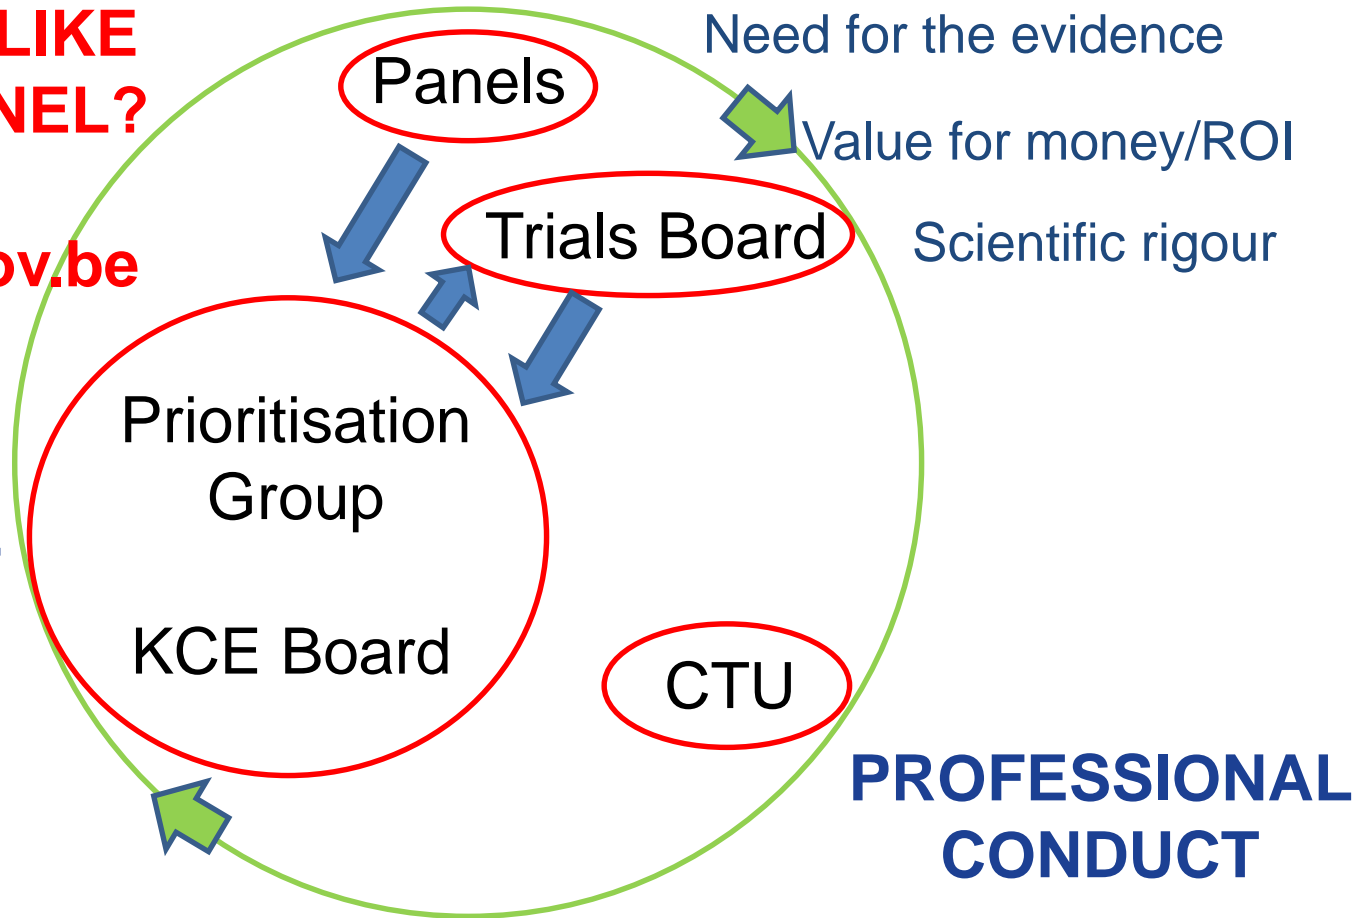 LIKE
NEL?
ov.be
Panels
Need for the evidence
Value for money/ROI
Trials Board
Scientific rigour
Prioritisation
Group
KCE Board
CTU
PROFESSIONAL
CONDUCT